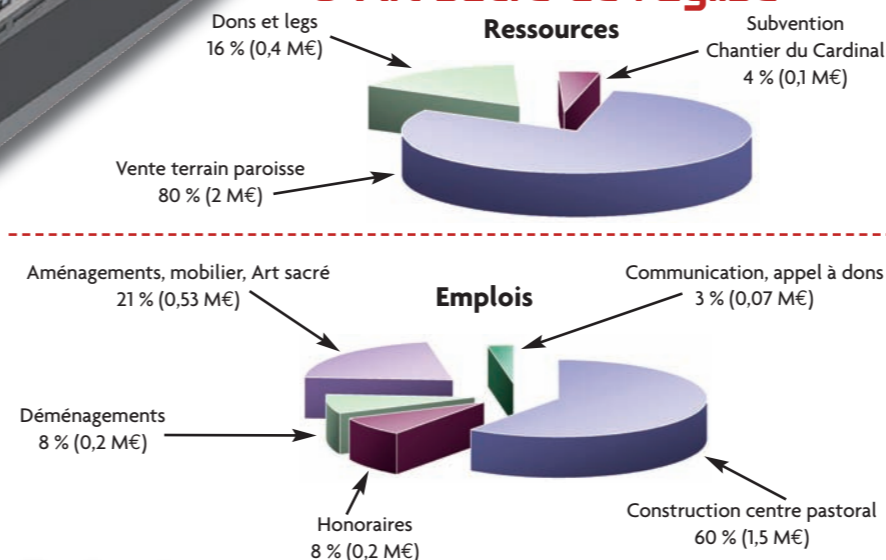 Ressources
Dons et legs
16 % (0,4 M€)
Subvention
Chantier du Cardinal
4 % (0,1 M€)
Vente terrain paroisse
80 % (2 M€)
Emplois
Aménagements, mobilier, Art sacré
21 % (0,53 M€)
Communication, appel à dons
3 % (0,07 M€)
Déménagements
8 % (0,2 M€)
Honoraires
8 % (0,2 M€)
Construction centre pastoral
60 % (1,5 M€)